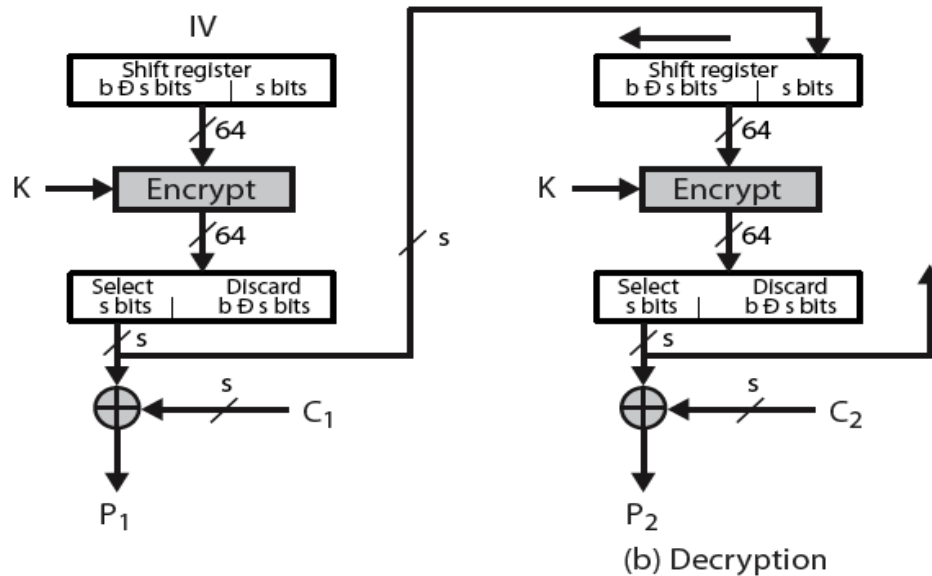 IV
Shift register
b Ð s bits | s bits
64
K
Encrypt
64
Select Discard
s bits | b Ð s bits
s
s
C1
P1
s
Shift register
b Ð s bits | s bits
64
K
Encrypt
64
Select Discard
s bits | b Ð s bits
s
s
C2
P2
(b) Decryption